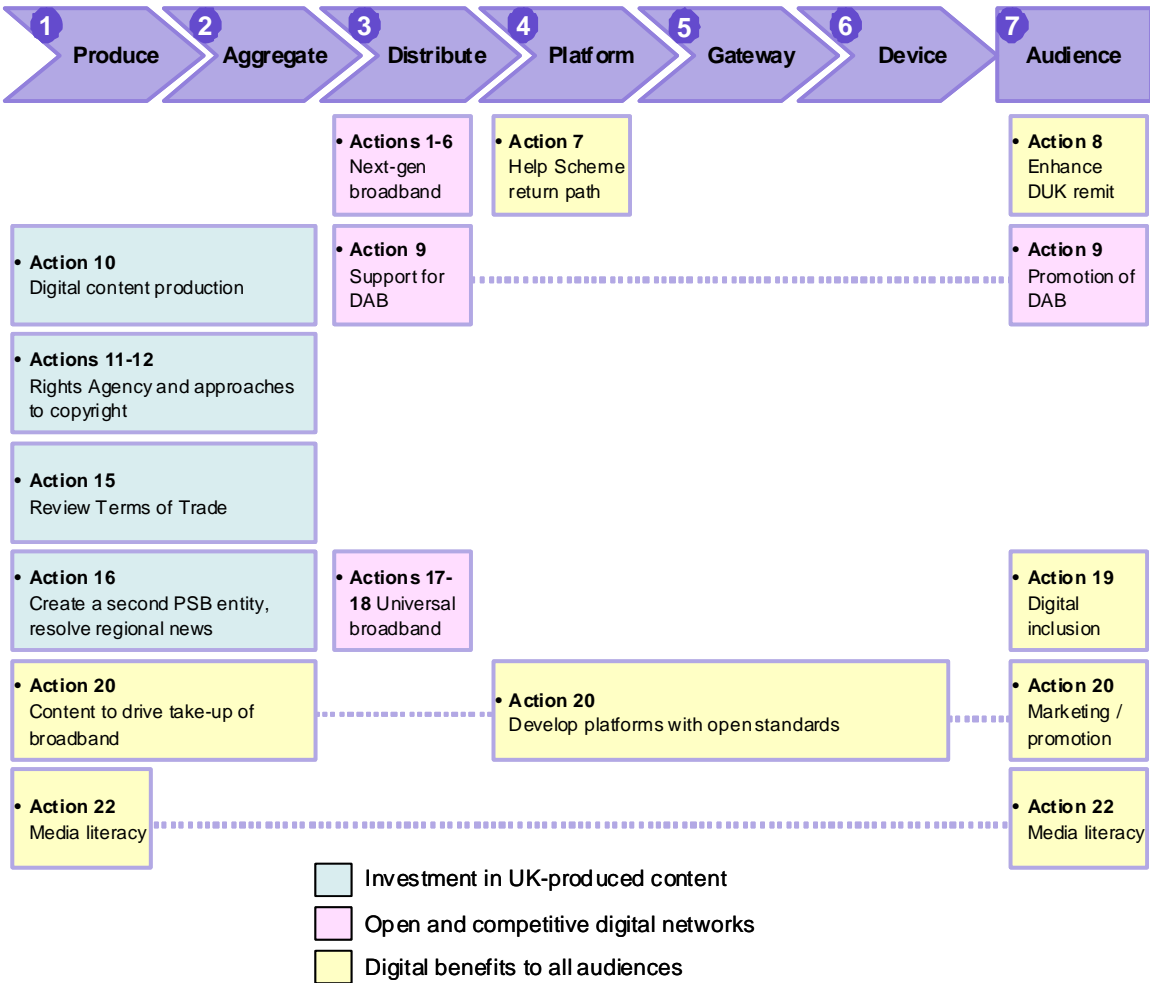 1
Produce
2
Aggregate
3
Distribute
4
Platform
5
Gateway
6
Device
7
Audience
• Actions 1-6
Next-gen
broadband
• Action 7
Help Scheme
return path
• Action 8
Enhance
DUK remit
• Action 10
Digital content production
• Action 9
Support for
DAB
• Action 9
Promotion of
DAB
• Actions 11-12
Rights Agency and approaches
to copyright
• Action 15
Review Terms of Trade
• Action 16
Create a second PSB entity,
resolve regional news
• Actions 17-
18 Universal
broadband
• Action 19
Digital
inclusion
• Action 20
Content to drive take-up of
broadband
• Action 20
Develop platforms with open standards
• Action 20
Marketing /
promotion
• Action 22
Media literacy
• Action 22
Media literacy
Investment in UK-produced content
Open and competitive digital networks
Digital benefits to all audiences